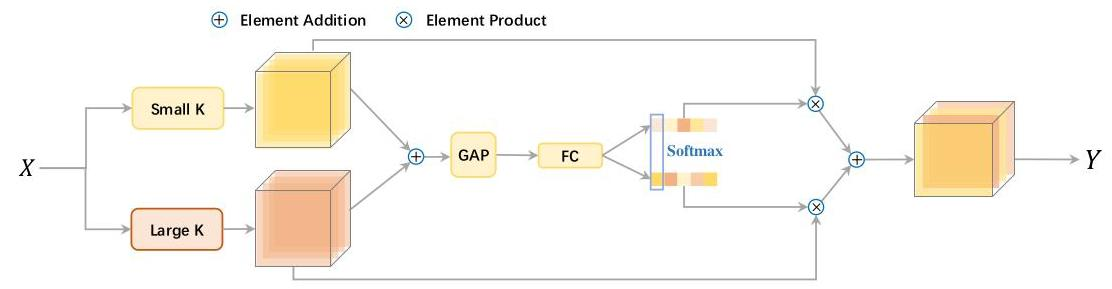 ⊕ Element Addition ⊗ Element Product
Small K
X
Large K
+
GAP
FC
Softmax
×
×
+
Y